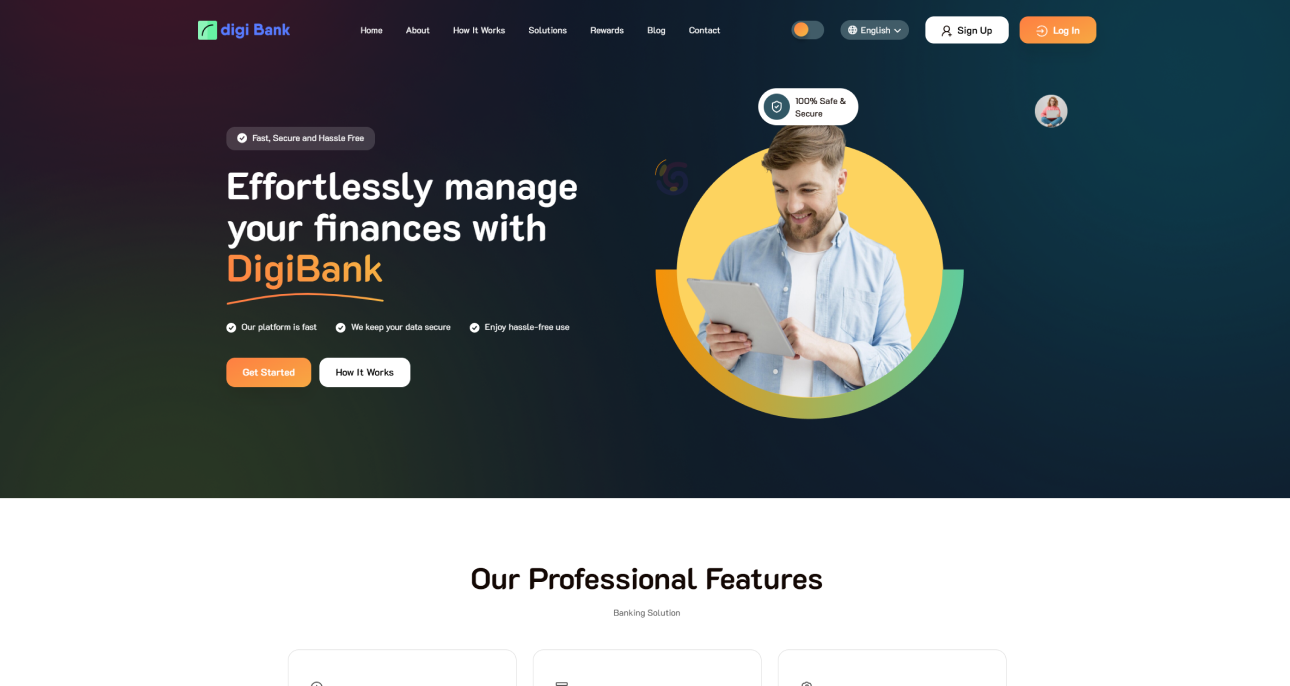 digi Bank
Home
About
How It Works
Solutions
Rewards
Blog
Contact
English
Sign Up
Log In
100% Safe &
Secure
Fast, Secure and Hassle Free
Effortlessly manage
your finances with
DigiBank
Our platform is fast
We keep your data secure
Enjoy hassle-free use
Get Started
How It Works
Our Professional Features
Banking Solution